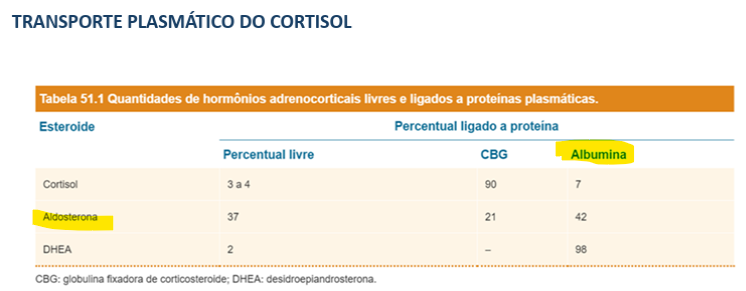 TRANSPORTE PLASMÁTICO DO CORTISOL
Tabela 51.1 Quantidades de hormônios adrenocorticais livres e ligados a proteínas plasmáticas.
Esteroide Percentual ligado a proteína
Percentual livre CBG Albumina
Cortisol 3 a 4 90 7
Aldosterona 37 21 42
DHEA 2 – 98
CBG: globulina fixadora de corticosteroide; DHEA: desidroepiandrosterona.